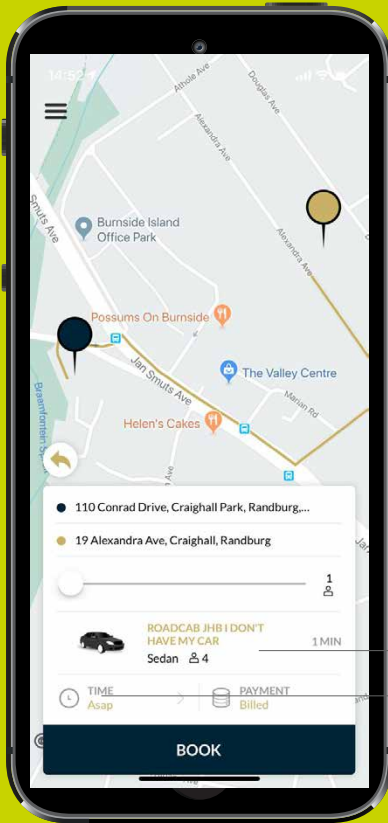 14:52
Athole Ave
Douglas Ave
Alexandra Ave
Smuts Ave
Burnside Island
Office Park
Alexandra Ave
Possums On Burnside
Jan Smuts Ave
The Valley Centre
Braamfontein
Marian Rd
Helen's Cakes
Ave
110 Conrad Drive, Craighall Park, Randburg,...
19 Alexandra Ave, Craighall, Randburg
1
ROADCAB JHB I DON'T
HAVE MY CAR
1 MIN
Sedan 4
TIME
Asap
PAYMENT
Billed
BOOK